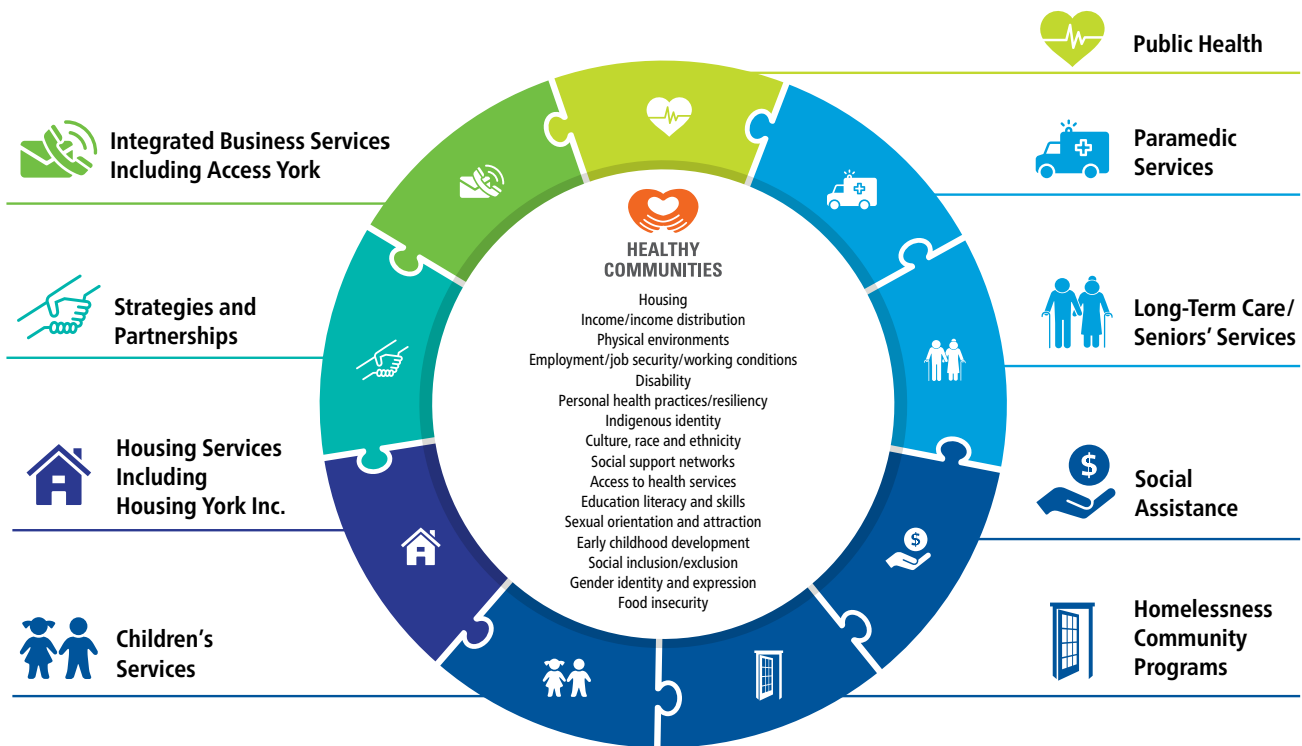 Public Health
Paramedic
Services
Long-Term Care/
Seniors’ Services
Social
Assistance
Homelessness
Community
Programs
Integrated Business Services
Including Access York
Strategies and
Partnerships
Housing Services
Including
Housing York Inc.
Children’s
Services
HEALTHY
COMMUNITIES
Housing
Income/income distribution
Physical environments
Employment/job security/working conditions
Disability
Personal health practices/resiliency
Indigenous identity
Culture, race and ethnicity
Social support networks
Access to health services
Education literacy and skills
Sexual orientation and attraction
Early childhood development
Social inclusion/exclusion
Gender identity and expression
Food insecurity
$
$